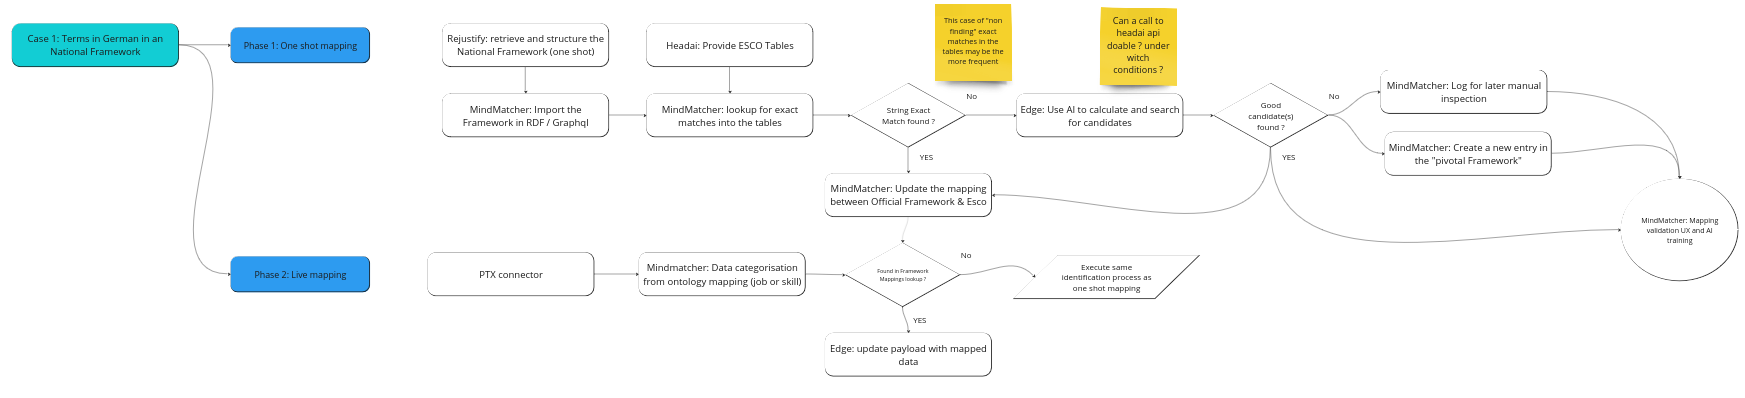 Case 1: Terms in German in an
National Framework
Phase 1: One shot mapping
Phase 2: Live mapping
Rejustify: retrieve and structure the
National Framework (one shot)
Headai: Provide ESCO Tables
MindMatcher: Import the
Framework in RDF / Graphql
MindMatcher: lookup for exact
matches into the tables
String Exact
Match found ?
This case of "non
finding" exact
matches in the
tables may be the
more frequent
No
YES
Can a call to
headai api
doable ? under
witch
conditions ?
Edge: Use AI to calculate and search
for candidates
Good
candidate(s)
found ?
No
YES
MindMatcher: Log for later manual
inspection
MindMatcher: Create a new entry in
the "pivotal Framework"
MindMatcher: Mapping
validation UX and AI
training
MindMatcher: Update the mapping
between Official Framework & Esco
PTX connector
Mindmatcher: Data categorisation
from ontology mapping (job or skill)
Found in Framework
Mappings lookup ?
No
YES
Execute same
identification process as
one shot mapping
Edge: update payload with mapped
data